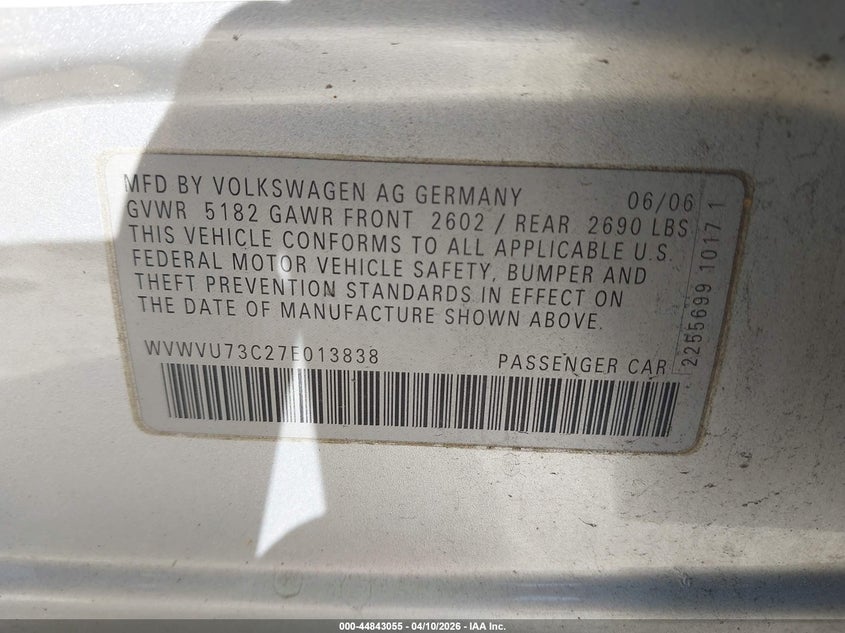 MFD BY VOLKSWAGEN AG GERMANY 06/06
GVWR 5182 GAWR FRONT 2602 / REAR 2690 LBS
THIS VEHICLE CONFORMS TO ALL APPLICABLE U.S.
FEDERAL MOTOR VEHICLE SAFETY, BUMPER AND
THEFT PREVENTION STANDARDS IN EFFECT ON
THE DATE OF MANUFACTURE SHOWN ABOVE.
WVWVU73C27E013838 PASSENGER CAR
2255699 1017 1
000-44843055 - 04/10/2026 - IAA Inc.